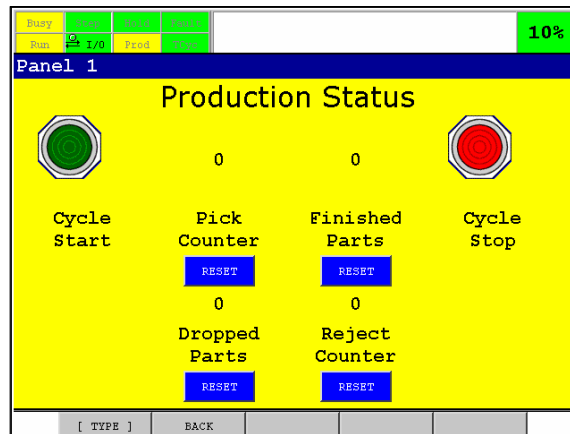 Busy Step Hold Fault
Run I/O Prod TCyc
10%
Panel 1
Production Status
0 0
Cycle Start
Pick Counter
Finished Parts
Cycle Stop
RESET RESET
0 0
Dropped Parts
Reject Counter
RESET RESET
[ TYPE ] BACK